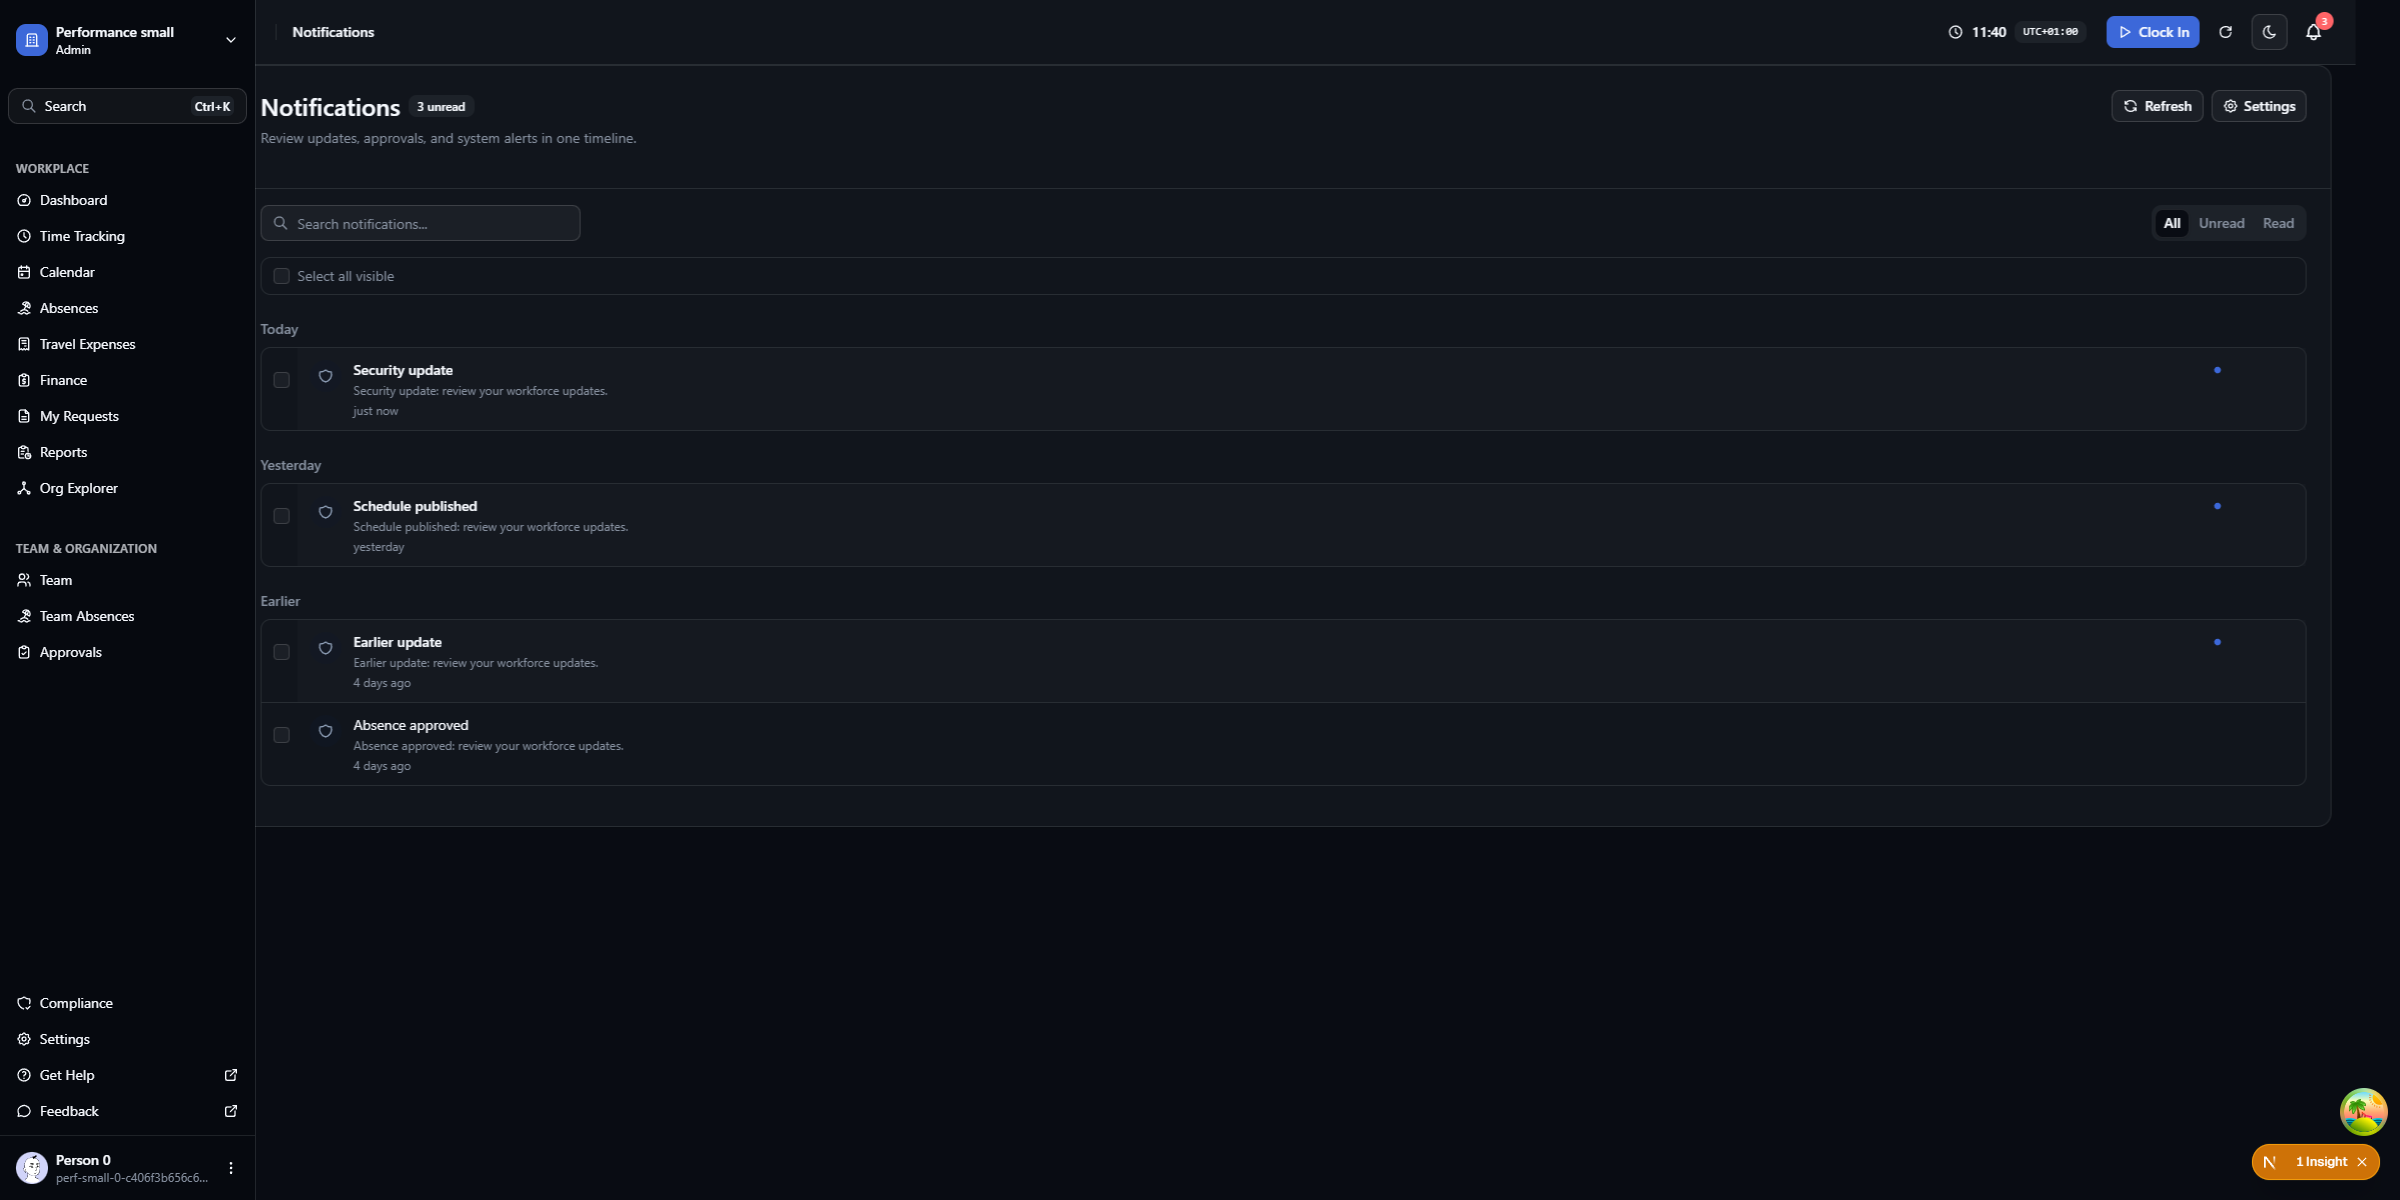 Performance small
Admin
Search Ctrl+K
WORKPLACE
Dashboard
Time Tracking
Calendar
Absences
Travel Expenses
Finance
My Requests
Reports
Org Explorer
TEAM & ORGANIZATION
Team
Team Absences
Approvals
Compliance
Settings
Get Help
Feedback
Person 0
perf-small-0-c406f3b656c6...
Notifications
11:40 UTC+01:00 Clock In 3
Notifications 3 unread
Review updates, approvals, and system alerts in one timeline.
Refresh Settings
Search notifications...
All Unread Read
Select all visible
Today
Security update
Security update: review your workforce updates.
just now
Yesterday
Schedule published
Schedule published: review your workforce updates.
yesterday
Earlier
Earlier update
Earlier update: review your workforce updates.
4 days ago
Absence approved
Absence approved: review your workforce updates.
4 days ago
N 1 Insight